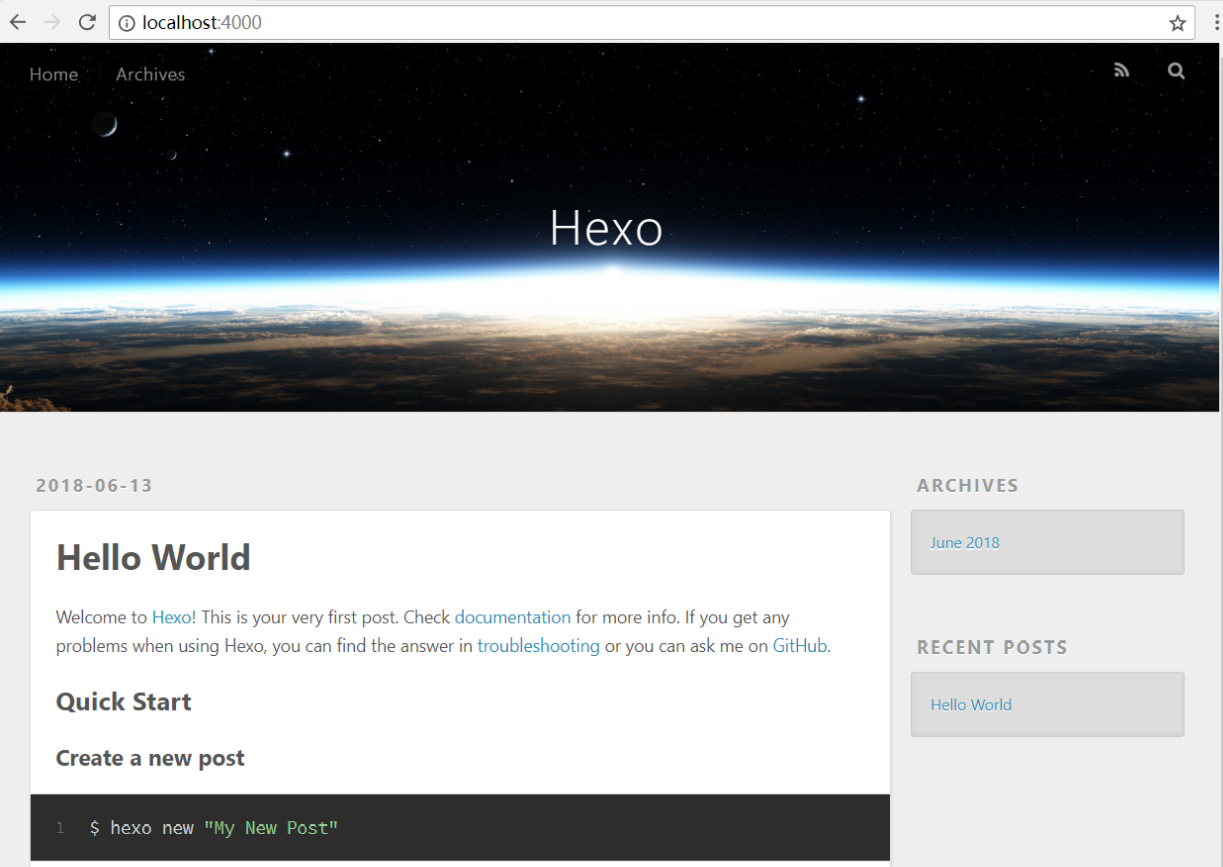 localhost:4000
Home Archives
Hexo
2018-06-13
Hello World
Welcome to Hexo! This is your very first post. Check documentation for more info. If you get any
problems when using Hexo, you can find the answer in troubleshooting or you can ask me on GitHub.
Quick Start
Create a new post
1 $ hexo new "My New Post"
ARCHIVES
June 2018
RECENT POSTS
Hello World